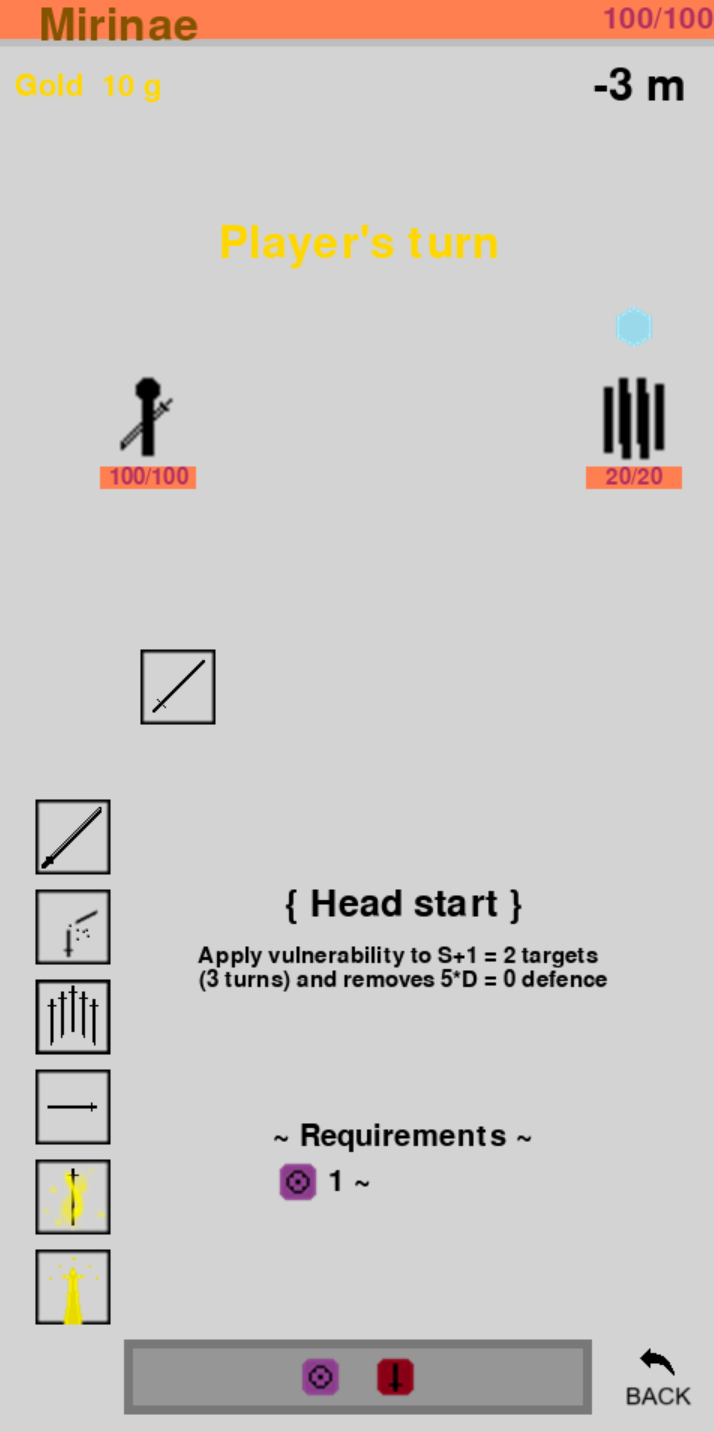 Mirinae 100/100
Gold 10 g -3 m
Player's turn
100/100 20/20
{ Head start }
Apply vulnerability to S+1 = 2 targets
(3 turns) and removes 5*D = 0 defence
~ Requirements ~
1 ~
BACK